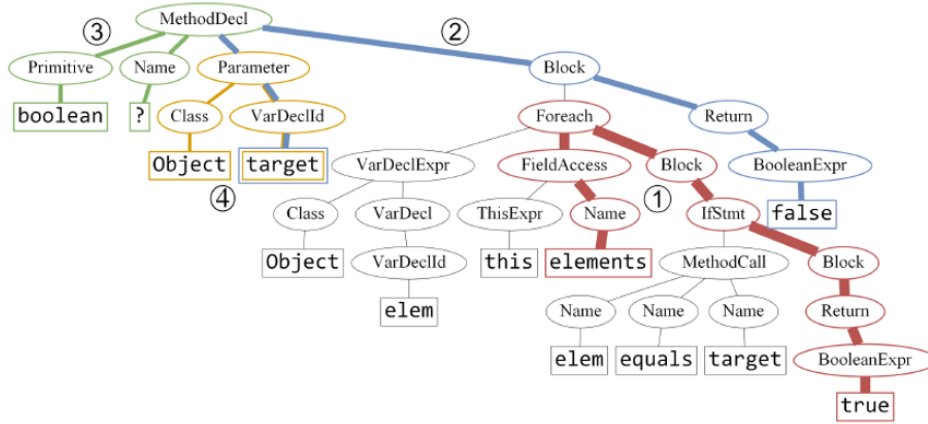 MethodDecl
③ ②
Primitive Name Parameter Block
boolean ? Class VarDeclId Foreach Return
Object target VarDeclExpr FieldAccess Block BooleanExpr
④ ①
Class VarDecl ThisExpr Name IfStmt false
Object VarDeclId this elements MethodCall Block
elem Name Name Name Return
elem equals target BooleanExpr
true